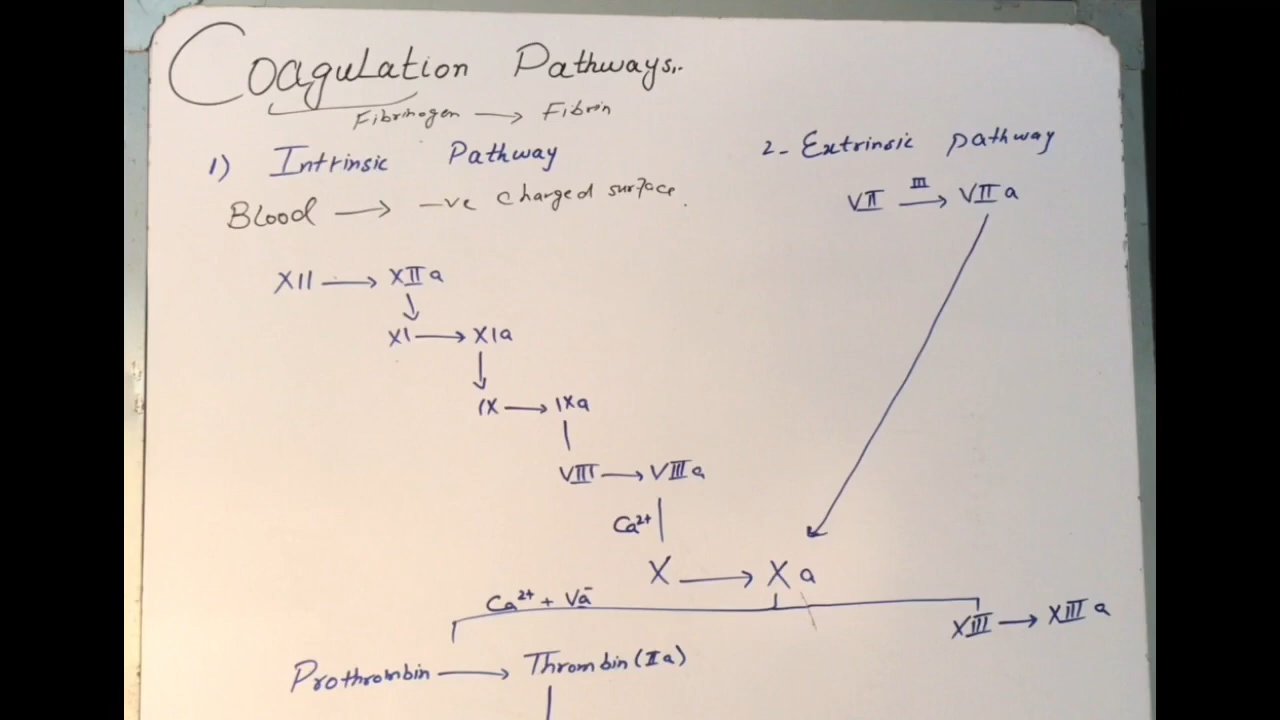 Coagulation Pathways..
Fibrinogen → Fibrin
1) Intrinsic Pathway
Blood → -ve charged surface.
XII → XIIa
XI → XIa
IX → IXa
VIII → VIIIa
Ca²⁺
X → Xa
2- Extrinsic pathway
III
VII → VIIa
Ca²⁺ + Va
XIII → XIIIa
Prothrombin → Thrombin (IIa)